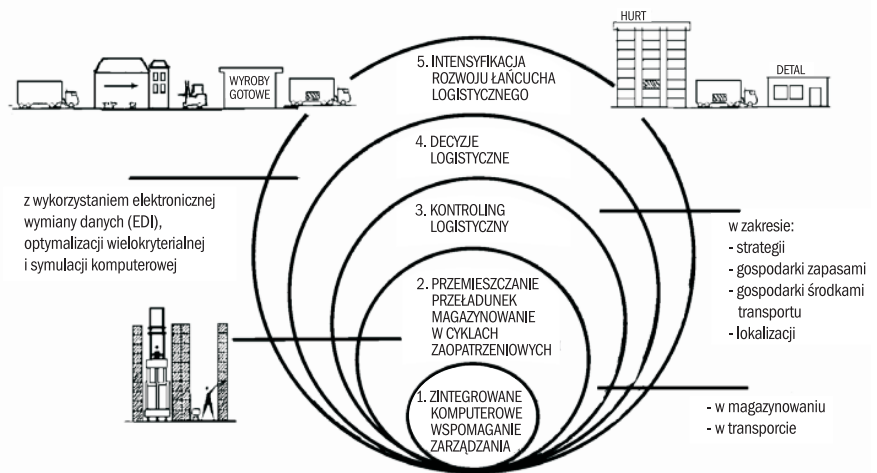 HURT
WYROBY
GOTOWE
DETAL
5. INTENSYFIKACJA
ROZWOJU ŁAŃCUCHA
LOGISTYCZNEGO
4. DECYZJE
LOGISTYCZNE
3. KONTROLING
LOGISTYCZNY
2. PRZEMIESZCZANIE
PRZEŁADUNEK
MAGAZYNOWANIE
W CYKLACH
ZAOPATRZENIOWYCH
1. ZINTEGROWANE
KOMPUTEROWE
WSPOMAGANIE
ZARZĄDZANIA
z wykorzystaniem elektronicznej
wymiany danych (EDI),
optymalizacji wielokryterialnej
i symulacji komputerowej
w zakresie:
- strategii
- gospodarki zapasami
- gospodarki środkami
transportu
- lokalizacji
- w magazynowaniu
- w transporcie